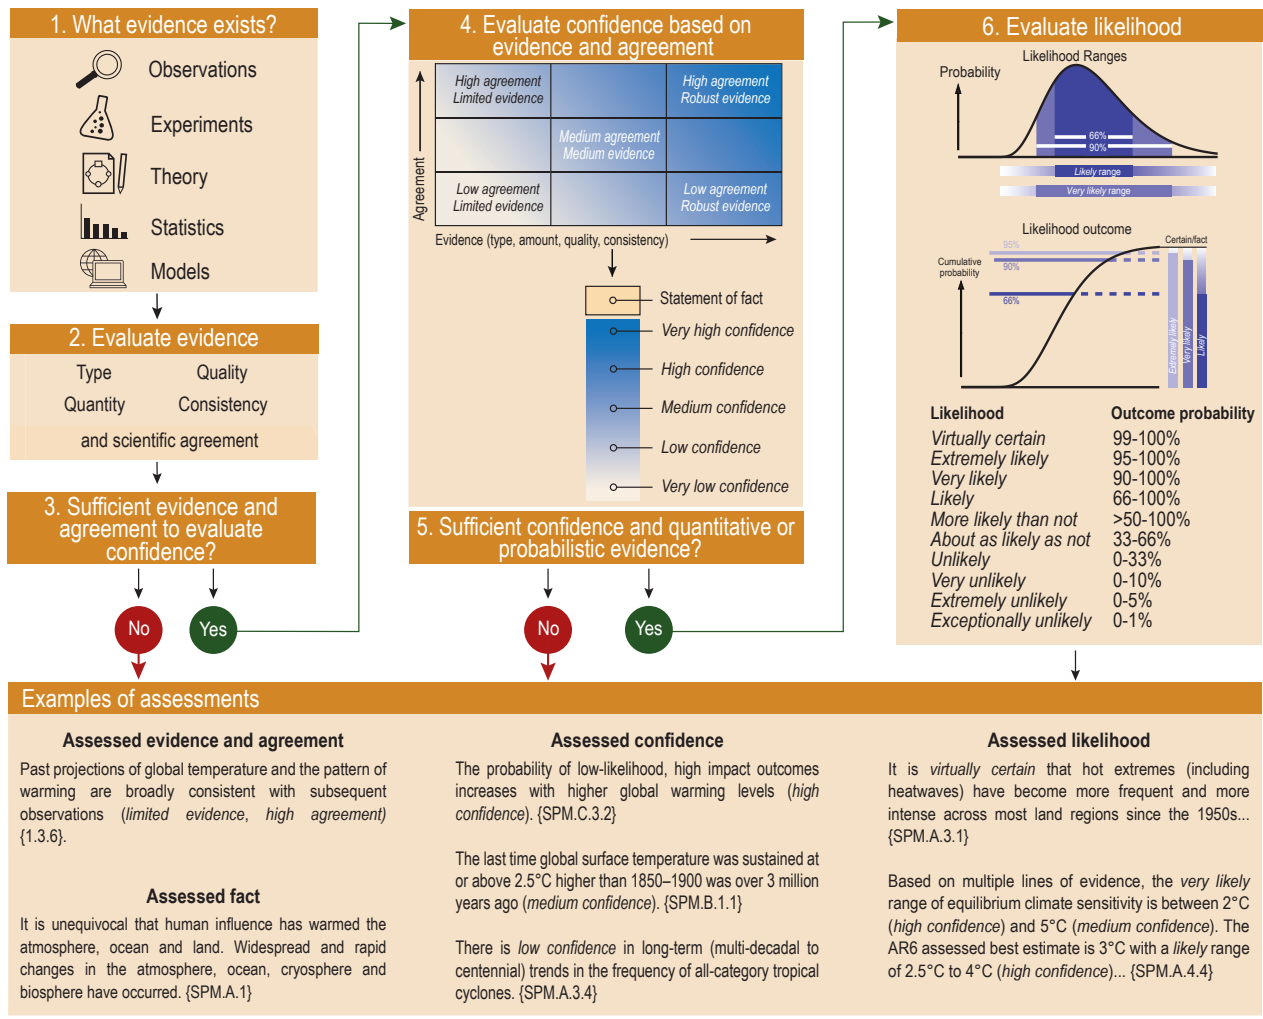 1. What evidence exists?
Observations
Experiments
Theory
Statistics
Models
2. Evaluate evidence
Type
Quality
Quantity
Consistency
and scientific agreement
3. Sufficient evidence and
agreement to evaluate
confidence?
No
Yes
4. Evaluate confidence based on
evidence and agreement
Agreement
High agreement
Limited evidence
High agreement
Robust evidence
Medium agreement
Medium evidence
Low agreement
Limited evidence
Low agreement
Robust evidence
Evidence (type, amount, quality, consistency)
Statement of fact
Very high confidence
High confidence
Medium confidence
Low confidence
Very low confidence
5. Sufficient confidence and quantitative or
probabilistic evidence?
No
Yes
6. Evaluate likelihood
Likelihood Ranges
Probability
66%
90%
Likely range
Very likely range
Likelihood outcome
Certain/fact
95%
Cumulative
probability
90%
66%
Extremely likely
Very likely
Likely
Likelihood Outcome probability
Virtually certain 99-100%
Extremely likely 95-100%
Very likely 90-100%
Likely 66-100%
More likely than not >50-100%
About as likely as not 33-66%
Unlikely 0-33%
Very unlikely 0-10%
Extremely unlikely 0-5%
Exceptionally unlikely 0-1%
Examples of assessments
Assessed evidence and agreement
Past projections of global temperature and the pattern of
warming are broadly consistent with subsequent
observations (limited evidence, high agreement)
{1.3.6}.
Assessed fact
It is unequivocal that human influence has warmed the
atmosphere, ocean and land. Widespread and rapid
changes in the atmosphere, ocean, cryosphere and
biosphere have occurred. {SPM.A.1}
Assessed confidence
The probability of low-likelihood, high impact outcomes
increases with higher global warming levels (high
confidence). {SPM.C.3.2}
The last time global surface temperature was sustained at
or above 2.5°C higher than 1850–1900 was over 3 million
years ago (medium confidence). {SPM.B.1.1}
There is low confidence in long-term (multi-decadal to
centennial) trends in the frequency of all-category tropical
cyclones. {SPM.A.3.4}
Assessed likelihood
It is virtually certain that hot extremes (including
heatwaves) have become more frequent and more
intense across most land regions since the 1950s...
{SPM.A.3.1}
Based on multiple lines of evidence, the very likely
range of equilibrium climate sensitivity is between 2°C
(high confidence) and 5°C (medium confidence). The
AR6 assessed best estimate is 3°C with a likely range
of 2.5°C to 4°C (high confidence)... {SPM.A.4.4}